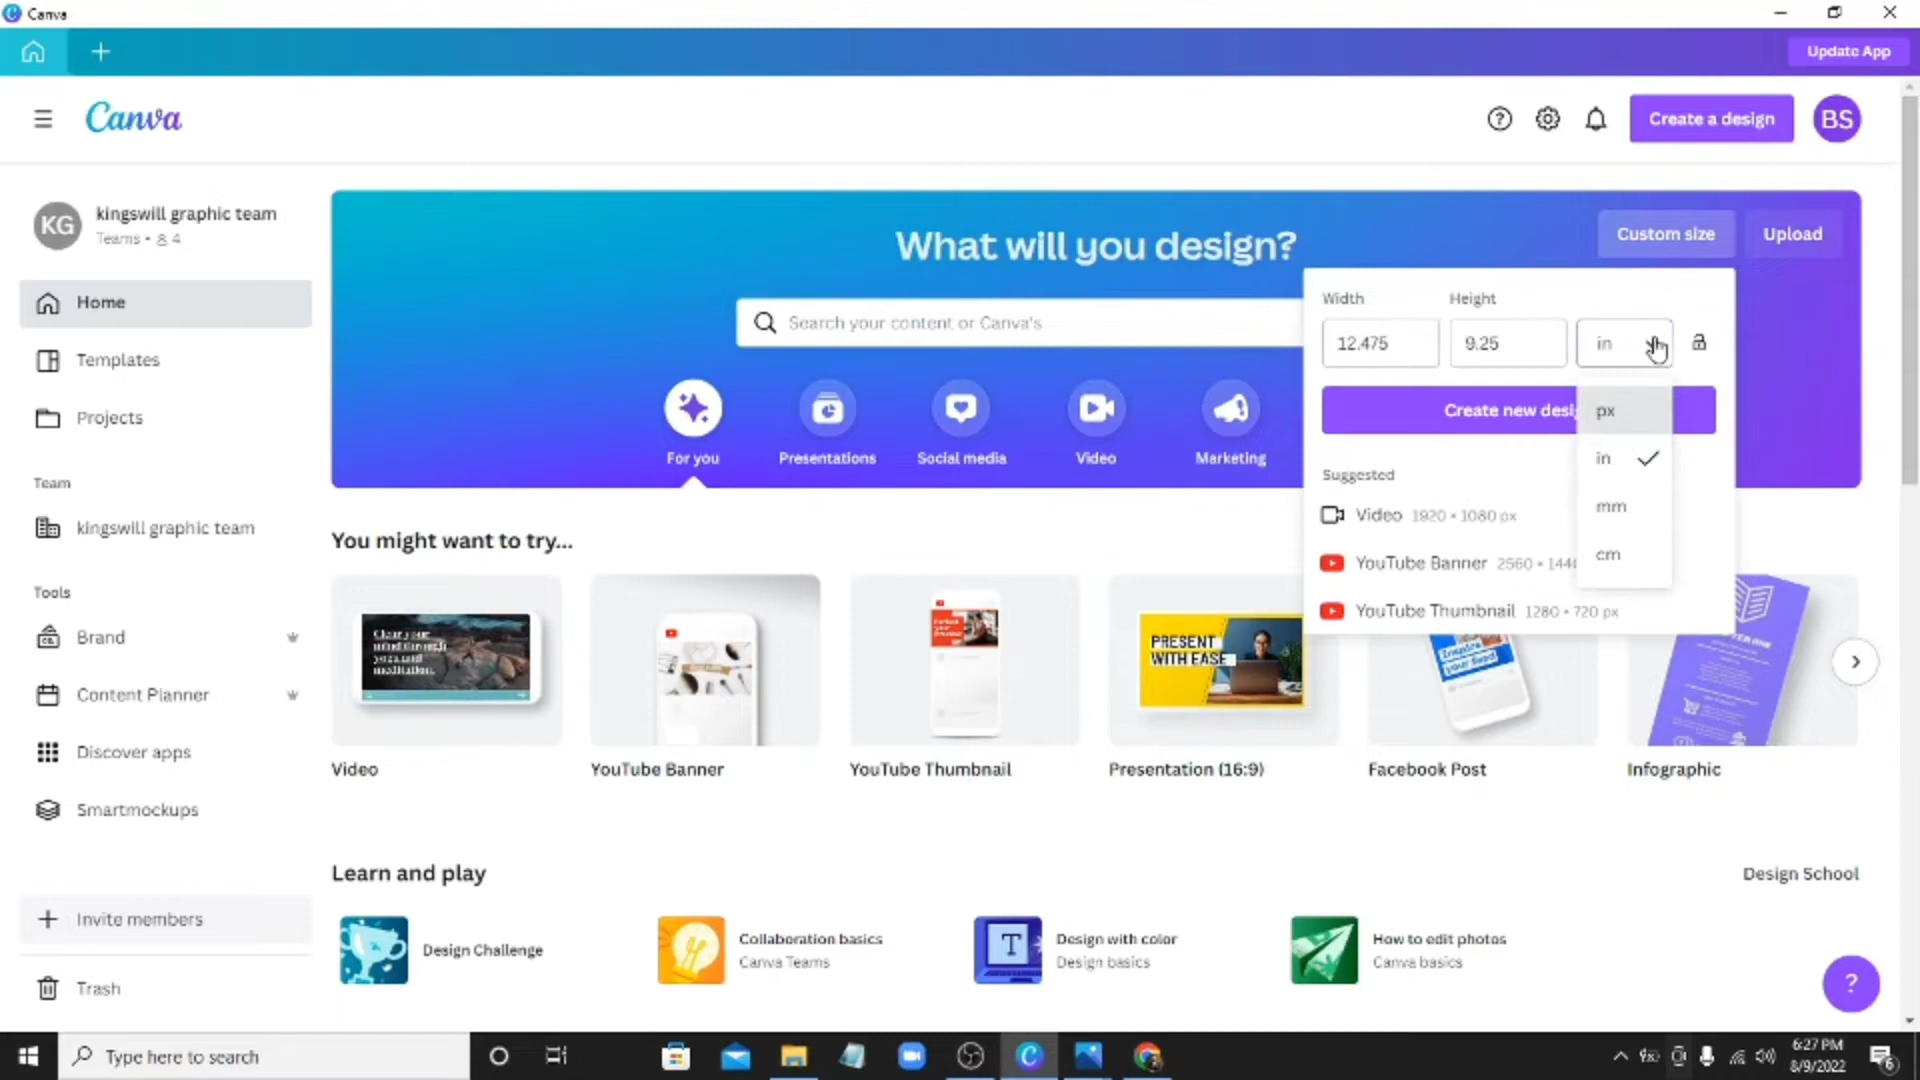 Canva
Update App
Canva
Create a design
BS
KG
kingswill graphic team
Teams • 4
Home
Templates
Projects
Team
kingswill graphic team
Tools
Brand
Content Planner
Discover apps
Smartmockups
Invite members
Trash
What will you design?
Custom size
Upload
Search your content or Canva's
For you
Presentations
Social media
Video
Marketing
Width
Height
12.475
9.25
in
Create new desi
px
in
mm
cm
Suggested
Video 1920 × 1080 px
YouTube Banner 2560 × 144
YouTube Thumbnail 1280 × 720 px
You might want to try...
PRESENT
WITH EASE
Video
YouTube Banner
YouTube Thumbnail
Presentation (16:9)
Facebook Post
Infographic
Learn and play
Design School
Design Challenge
Collaboration basics
Canva Teams
T
Design with color
Design basics
How to edit photos
Canva basics
?
Type here to search
6:27 PM
8/9/2022
6